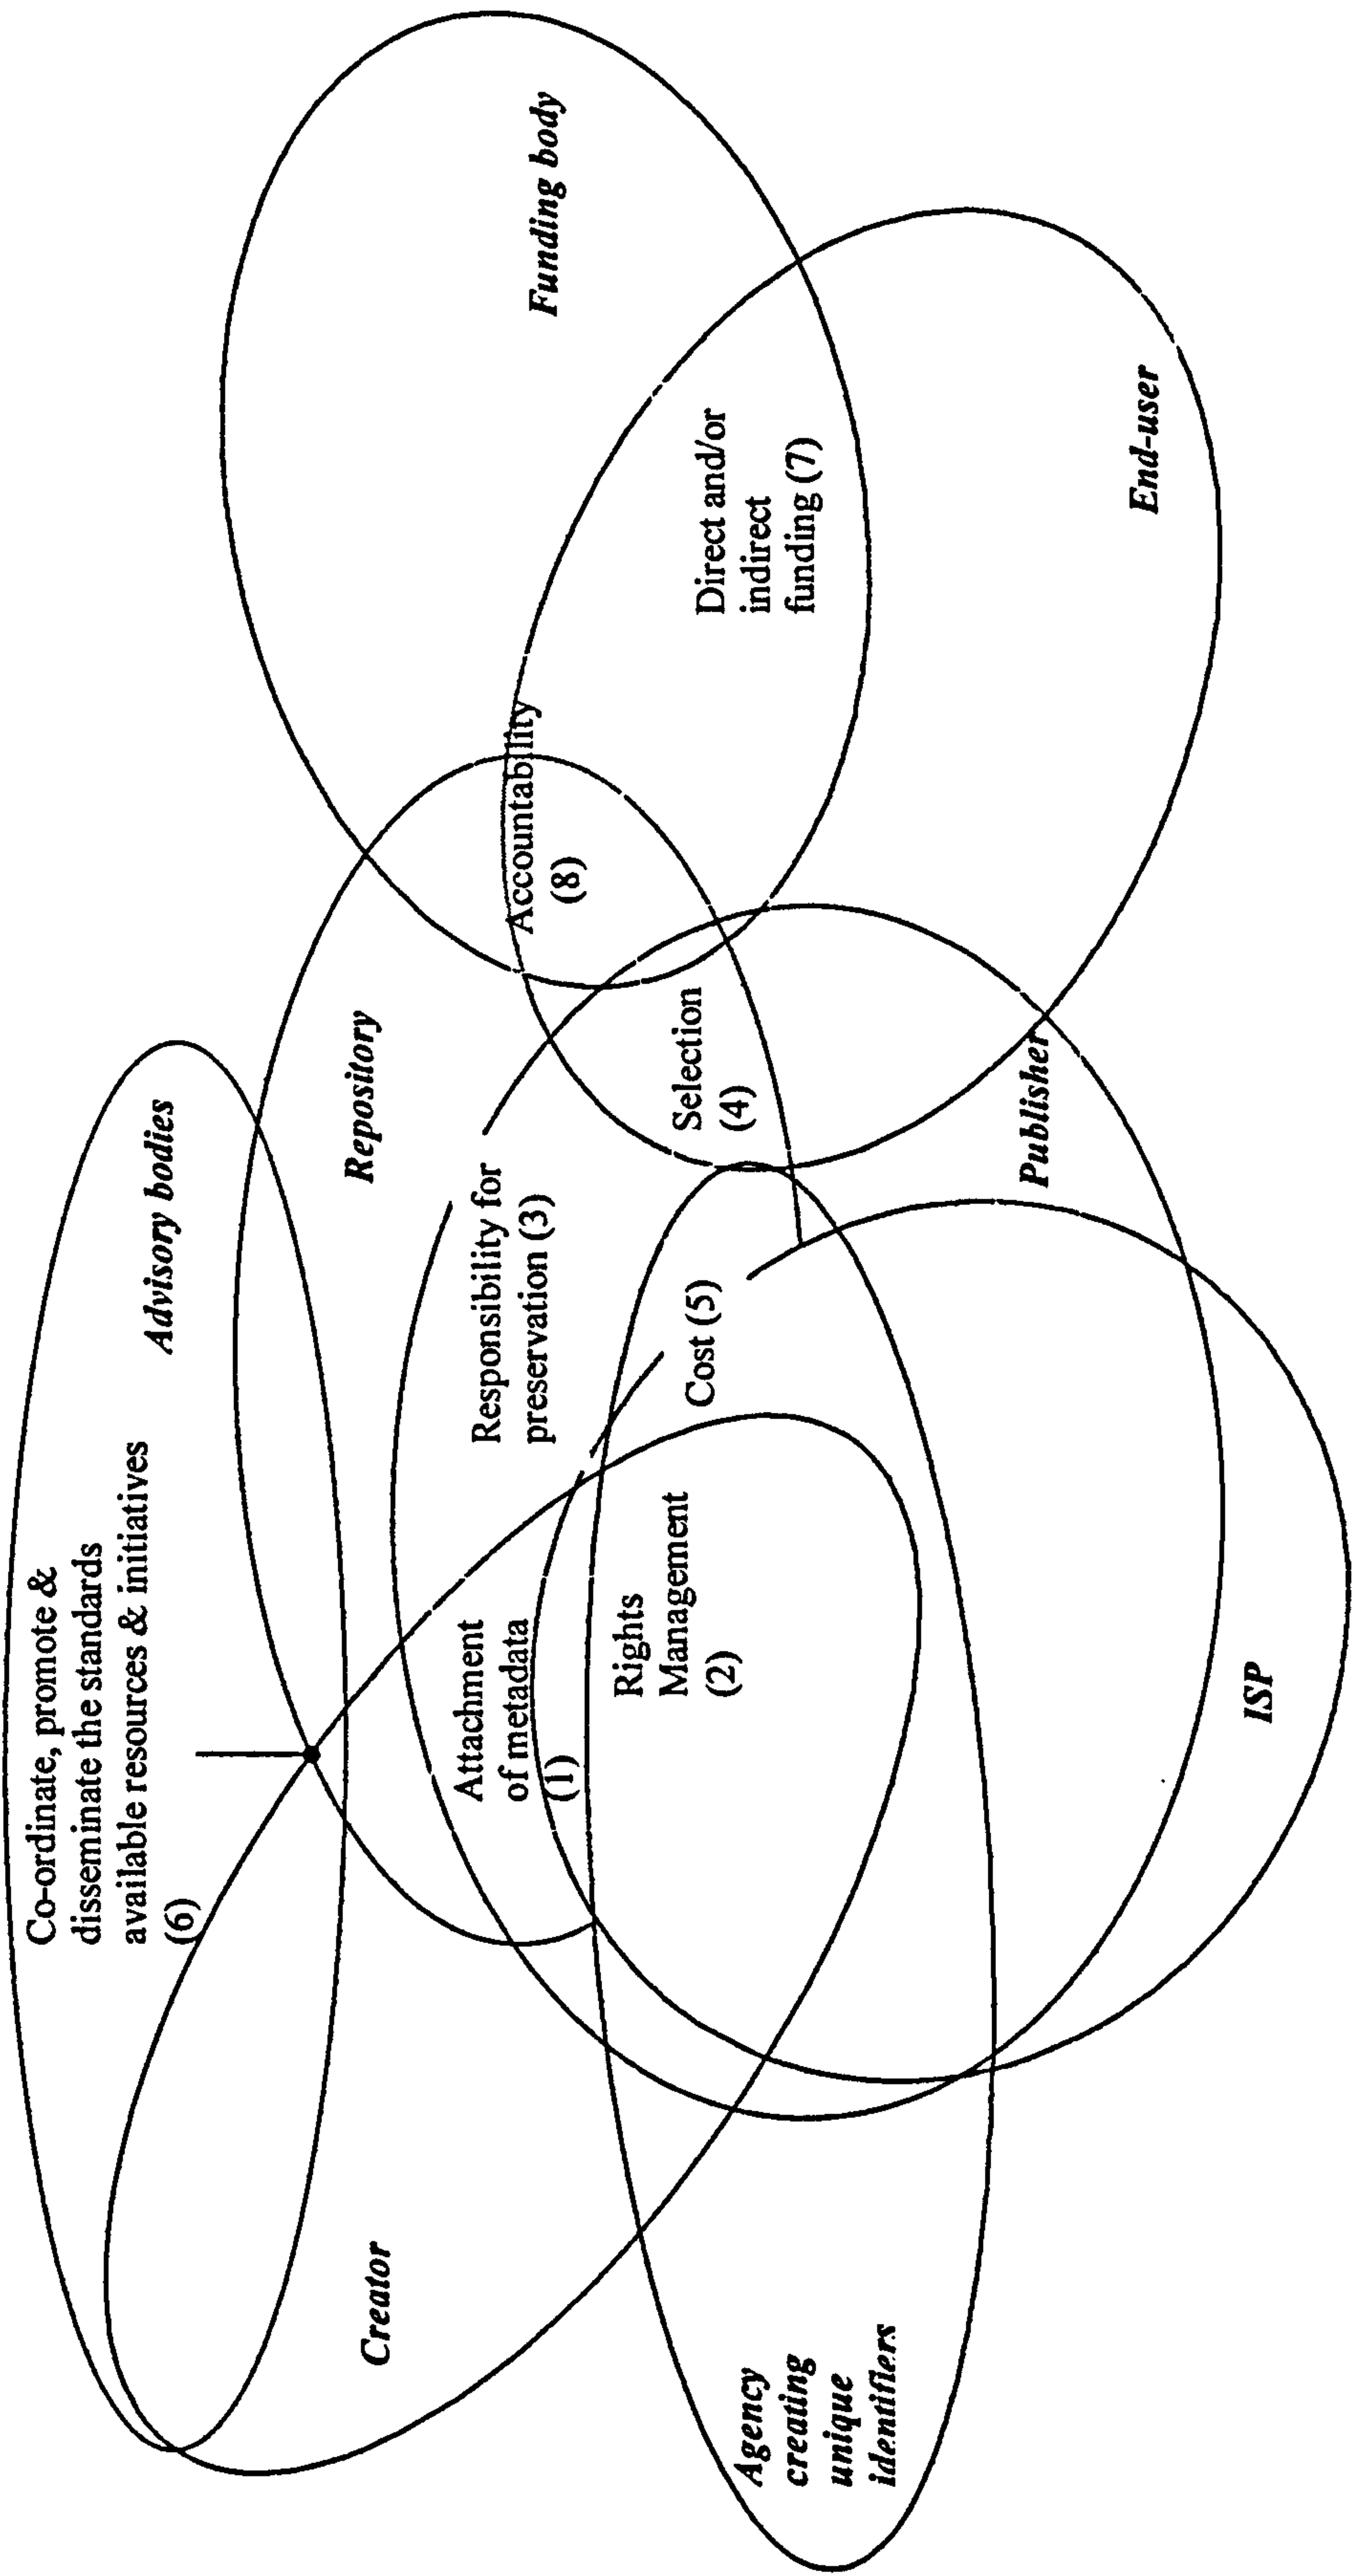 Co-ordinate, promote &
disseminate the standards
available resources & initiatives
(6)
Advisory bodies
Creator
Repository
Funding body
Attachment
of metadata
(1)
Responsibility for
preservation (3)
Accountability
(8)
Rights
Management
(2)
Cost (5)
Selection
(4)
Direct and/or
indirect
funding (7)
Agency
creating
unique
identifiers
Publisher
End-user
ISP